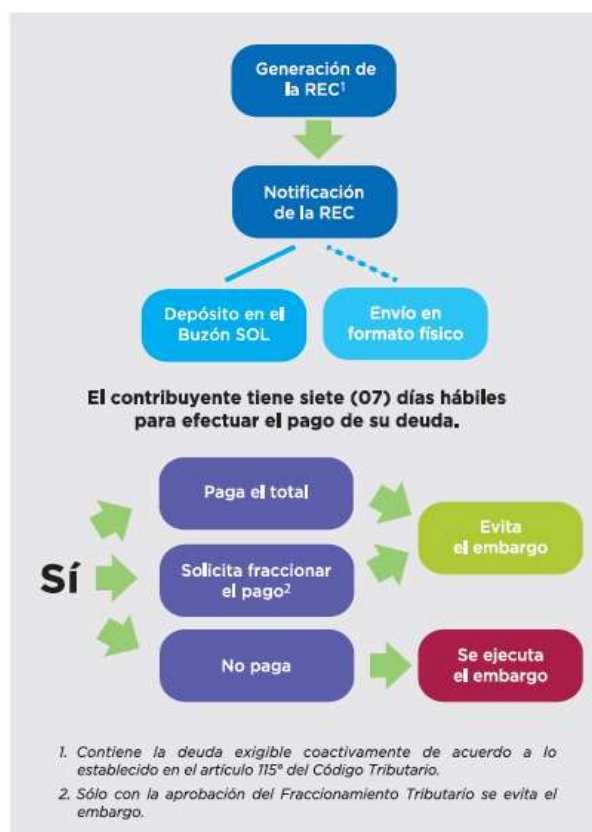 Generación de
la REC¹
Notificación
de la REC
Depósito en el
Buzón SOL
Envío en
formato físico
El contribuyente tiene siete (07) días hábiles
para efectuar el pago de su deuda.
Sí
Paga el total
Solicita fraccionar
el pago²
No paga
Evita
el embargo
Se ejecuta
el embargo
1. Contiene la deuda exigible coactivamente de acuerdo a lo
establecido en el artículo 115° del Código Tributario.
2. Sólo con la aprobación del Fraccionamiento Tributario se evita el
embargo.